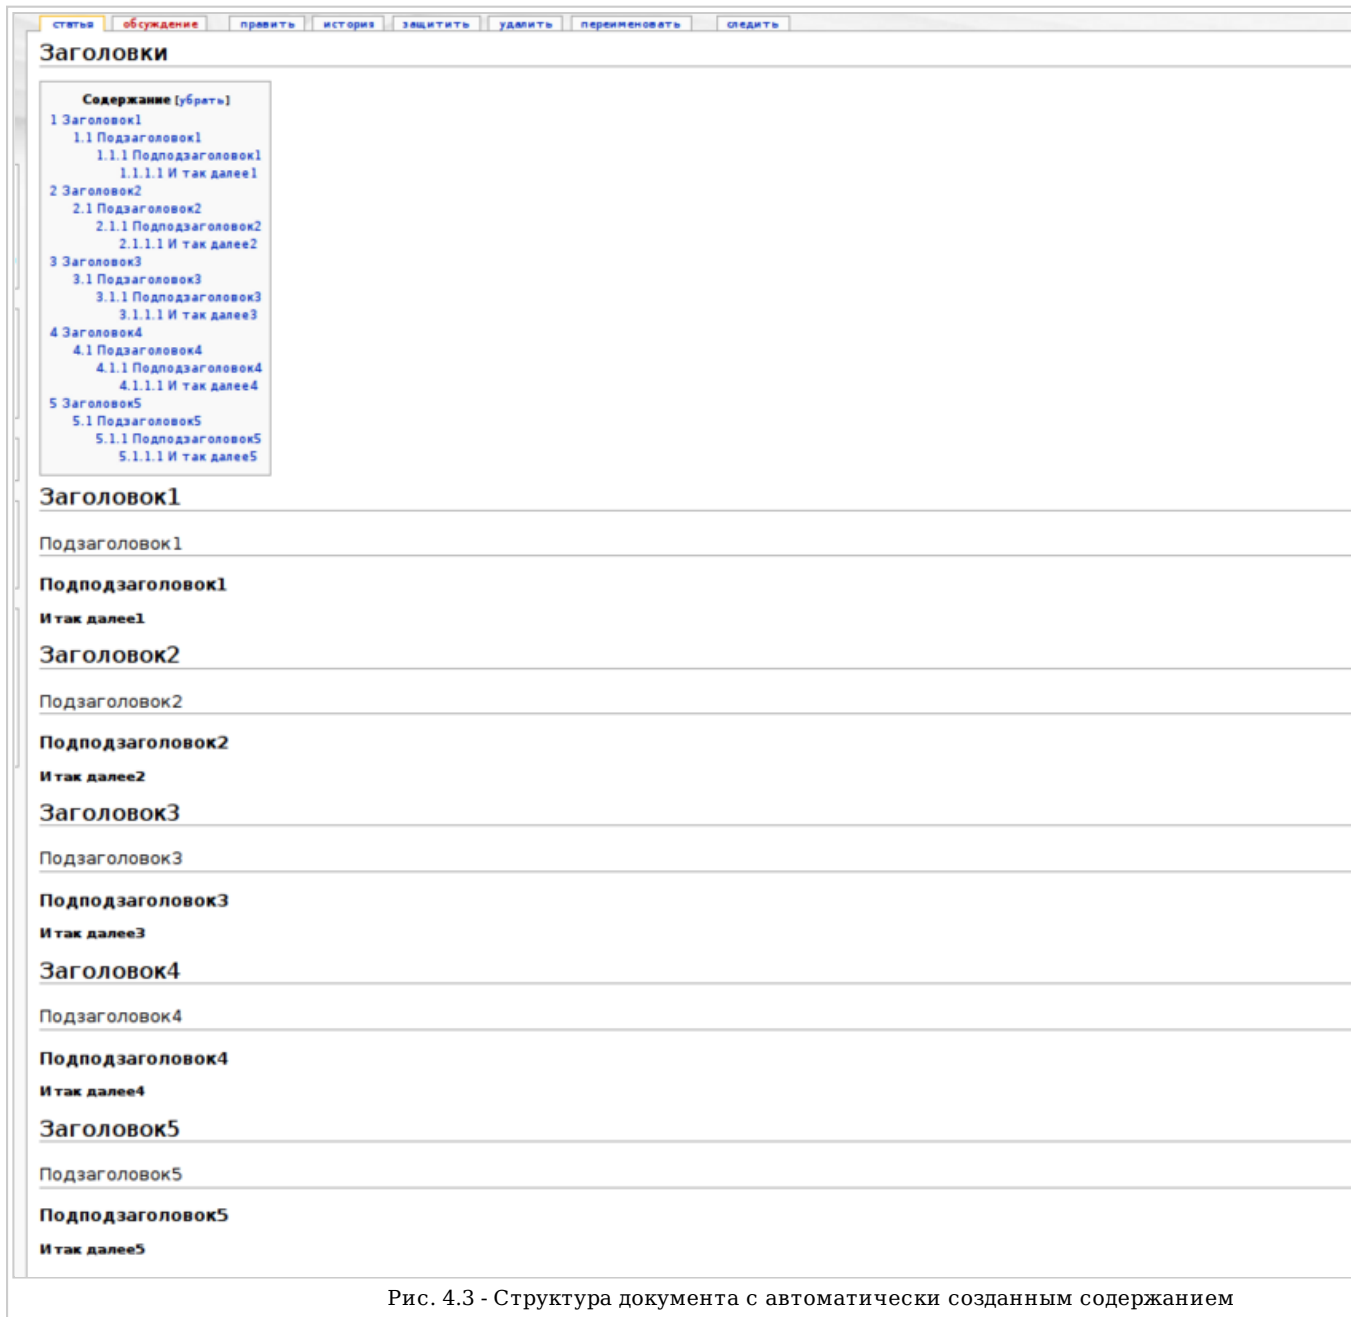 статья обсуждение править история защитить удалить переименовать следить
Заголовки
Содержание [убрать]
1 Заголовок1
1.1 Подзаголовок1
1.1.1 Подподзаголовок1
1.1.1.1 И так далее1
2 Заголовок2
2.1 Подзаголовок2
2.1.1 Подподзаголовок2
2.1.1.1 И так далее2
3 Заголовок3
3.1 Подзаголовок3
3.1.1 Подподзаголовок3
3.1.1.1 И так далее3
4 Заголовок4
4.1 Подзаголовок4
4.1.1 Подподзаголовок4
4.1.1.1 И так далее4
5 Заголовок5
5.1 Подзаголовок5
5.1.1 Подподзаголовок5
5.1.1.1 И так далее5
Заголовок1
Подзаголовок1
Подподзаголовок1
И так далее1
Заголовок2
Подзаголовок2
Подподзаголовок2
И так далее2
Заголовок3
Подзаголовок3
Подподзаголовок3
И так далее3
Заголовок4
Подзаголовок4
Подподзаголовок4
И так далее4
Заголовок5
Подзаголовок5
Подподзаголовок5
И так далее5
Рис. 4.3 - Структура документа с автоматически созданным содержанием